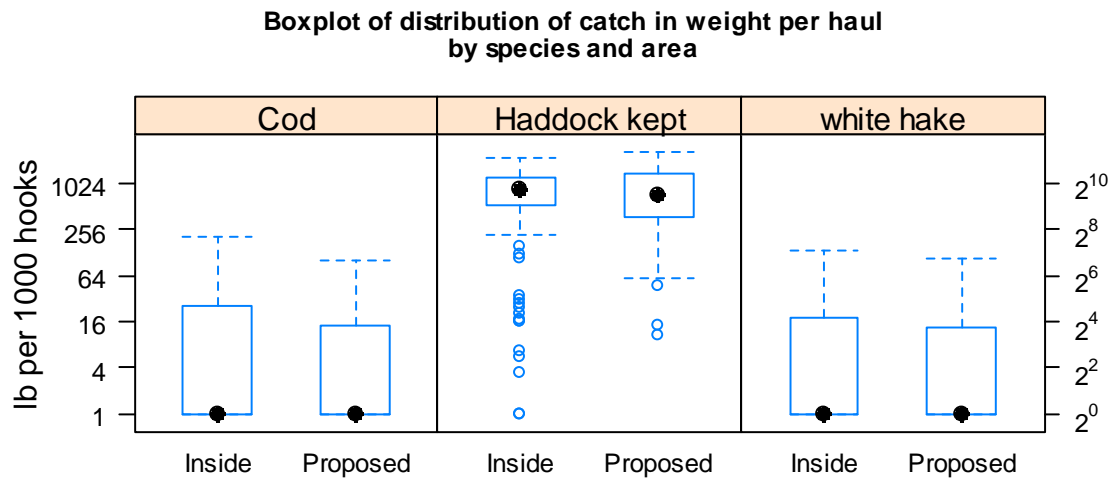 Boxplot of distribution of catch in weight per haul
by species and area
Cod
Haddock kept
white hake
lb per 1000 hooks
1024
256
64
16
4
1
2^10
2^8
2^6
2^4
2^2
2^0
Inside
Proposed
Inside
Proposed
Inside
Proposed